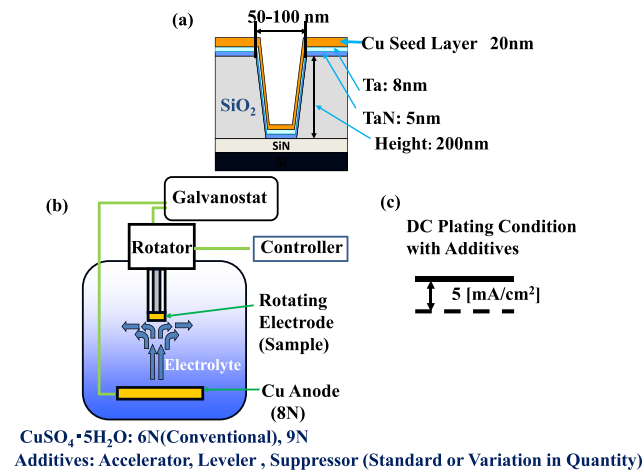 (a)
50-100 nm
Cu Seed Layer 20nm
Ta: 8nm
SiO2
TaN: 5nm
Height: 200nm
SiN
Si
(b)
Galvanostat
(c)
Rotator
Controller
DC Plating Condition
with Additives
5 [mA/cm²]
Rotating
Electrode
(Sample)
Electrolyte
Cu Anode
(8N)
CuSO4・5H2O: 6N(Conventional), 9N
Additives: Accelerator, Leveler , Suppressor (Standard or Variation in Quantity)